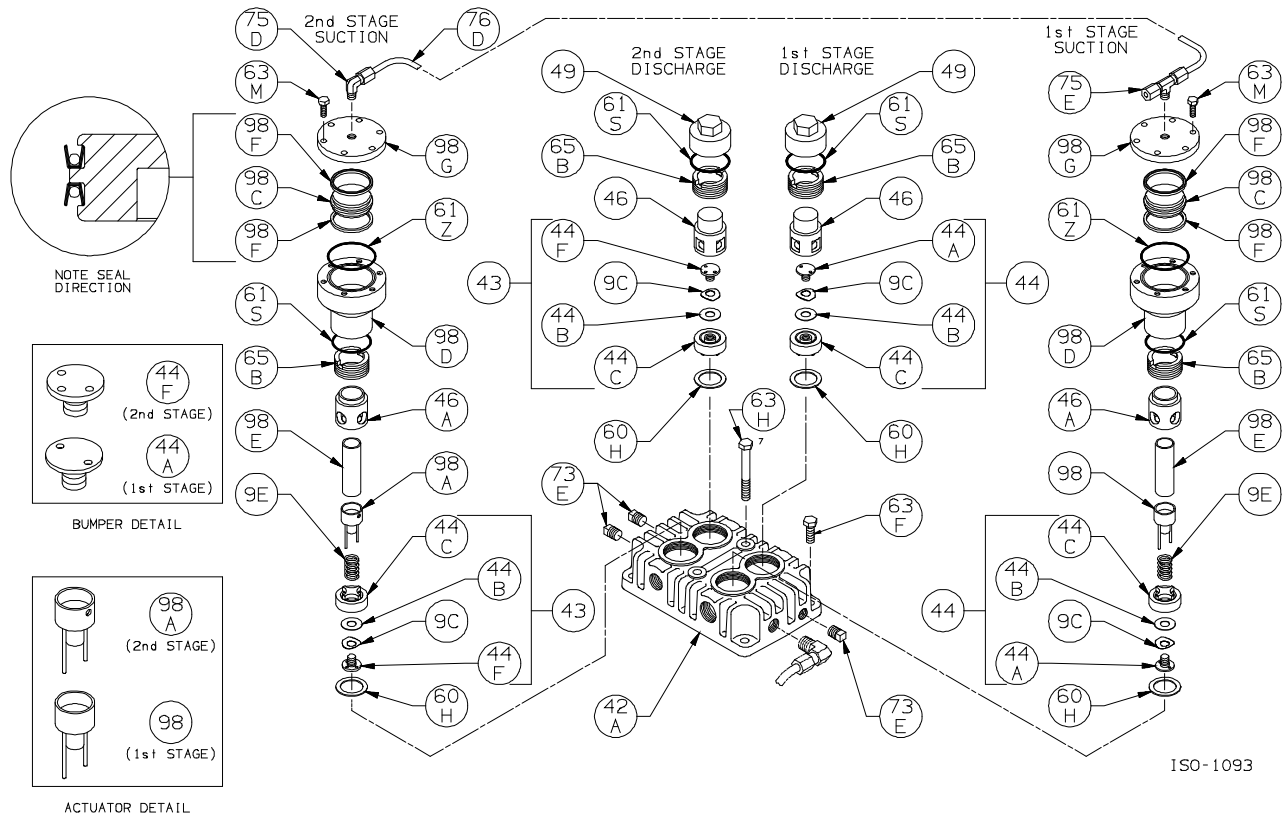 75
D
2nd STAGE
SUCTION
76
D
63
M
98
F
98
C
98
F
98
G
61
Z
NOTE SEAL
DIRECTION
61
S
98
D
65
B
46
A
98
E
98
A
9E
44
C
44
B
9C
44
F
43
60
H
44
F
(2nd STAGE)
44
A
(1st STAGE)
BUMPER DETAIL
98
A
(2nd STAGE)
98
(1st STAGE)
ACTUATOR DETAIL
2nd STAGE
DISCHARGE
1st STAGE
DISCHARGE
49
49
61
S
61
S
65
B
65
B
46
46
44
F
44
A
43
9C
9C
44
44
B
44
B
44
C
44
C
60
H
63
H
7
60
H
73
E
63
F
42
A
73
E
1st STAGE
SUCTION
75
E
63
M
98
G
98
F
98
C
98
F
61
Z
61
S
98
D
65
B
46
A
98
E
98
9E
44
C
44
B
44
9C
44
A
60
H
ISO-1093